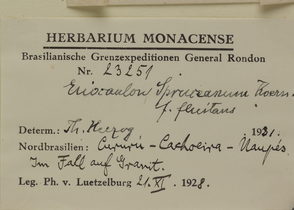 HERBARIUM MONACENSE
Brasilianische Grenzexpeditionen General Rondon
Nr. 23251
Eriocaulon Spruceanum Koern.
f. fluitans
Determ.: Th. Herzog 1931.
Nordbrasilien: Cururú-Cachoeira-Uaupés
Im Fall auf Granit.
Leg. Ph. v. Luetzelburg 21.XI. 1928.